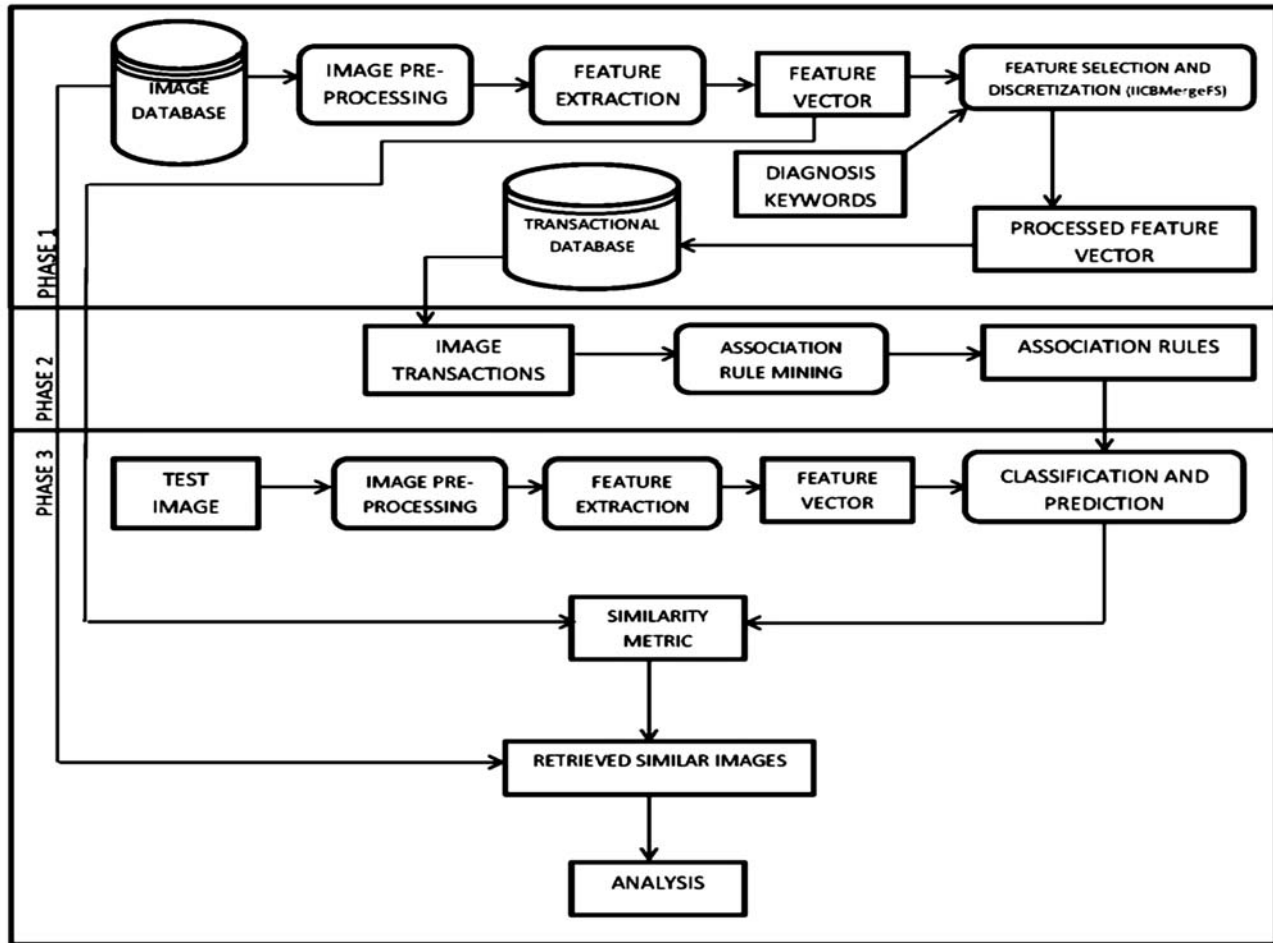 IMAGE
DATABASE
IMAGE PRE-
PROCESSING
FEATURE
EXTRACTION
FEATURE
VECTOR
FEATURE SELECTION AND
DISCRETIZATION (IICBMergeFS)
DIAGNOSIS
KEYWORDS
TRANSACTIONAL
DATABASE
PROCESSED FEATURE
VECTOR
PHASE 1
IMAGE
TRANSACTIONS
ASSOCIATION
RULE MINING
ASSOCIATION RULES
PHASE 2
PHASE 3
TEST
IMAGE
IMAGE PRE-
PROCESSING
FEATURE
EXTRACTION
FEATURE
VECTOR
CLASSIFICATION AND
PREDICTION
SIMILARITY
METRIC
RETRIEVED SIMILAR IMAGES
ANALYSIS